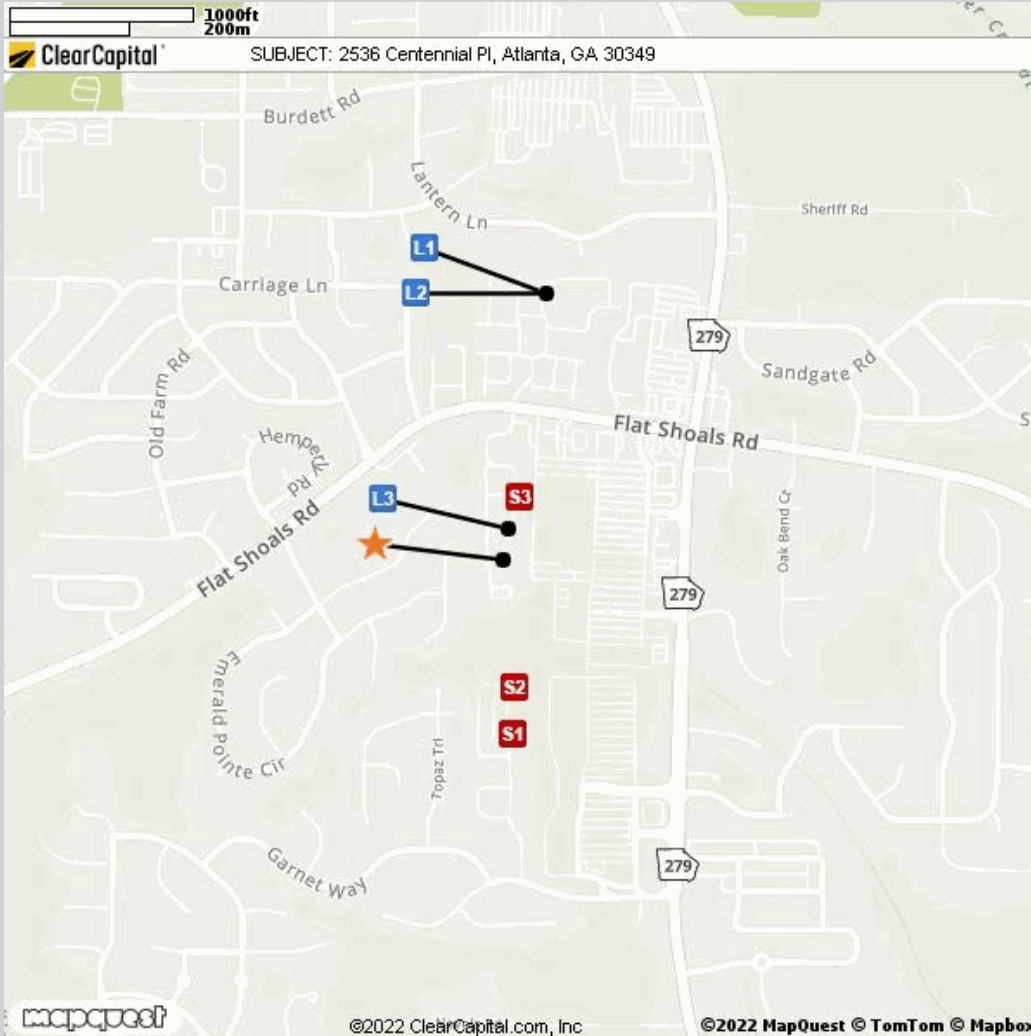 1000ft
200m
ClearCapital
SUBJECT: 2536 Centennial Pl, Atlanta, GA 30349
Burdett Rd
Lantern Ln
Sheriff Rd
L1
Carriage Ln
L2
279
Old Farm Rd
Sandgate Rd
Flat Shoals Rd
Hemperly Rd
L3
S3
Flat Shoals Rd
Oak Bend Ct
279
Emerald Pointe Cir
S2
S1
Topaz Trl
Garnet Way
279
mapquest
©2022 ClearCapital.com, Inc
©2022 MapQuest © TomTom © Mapbox